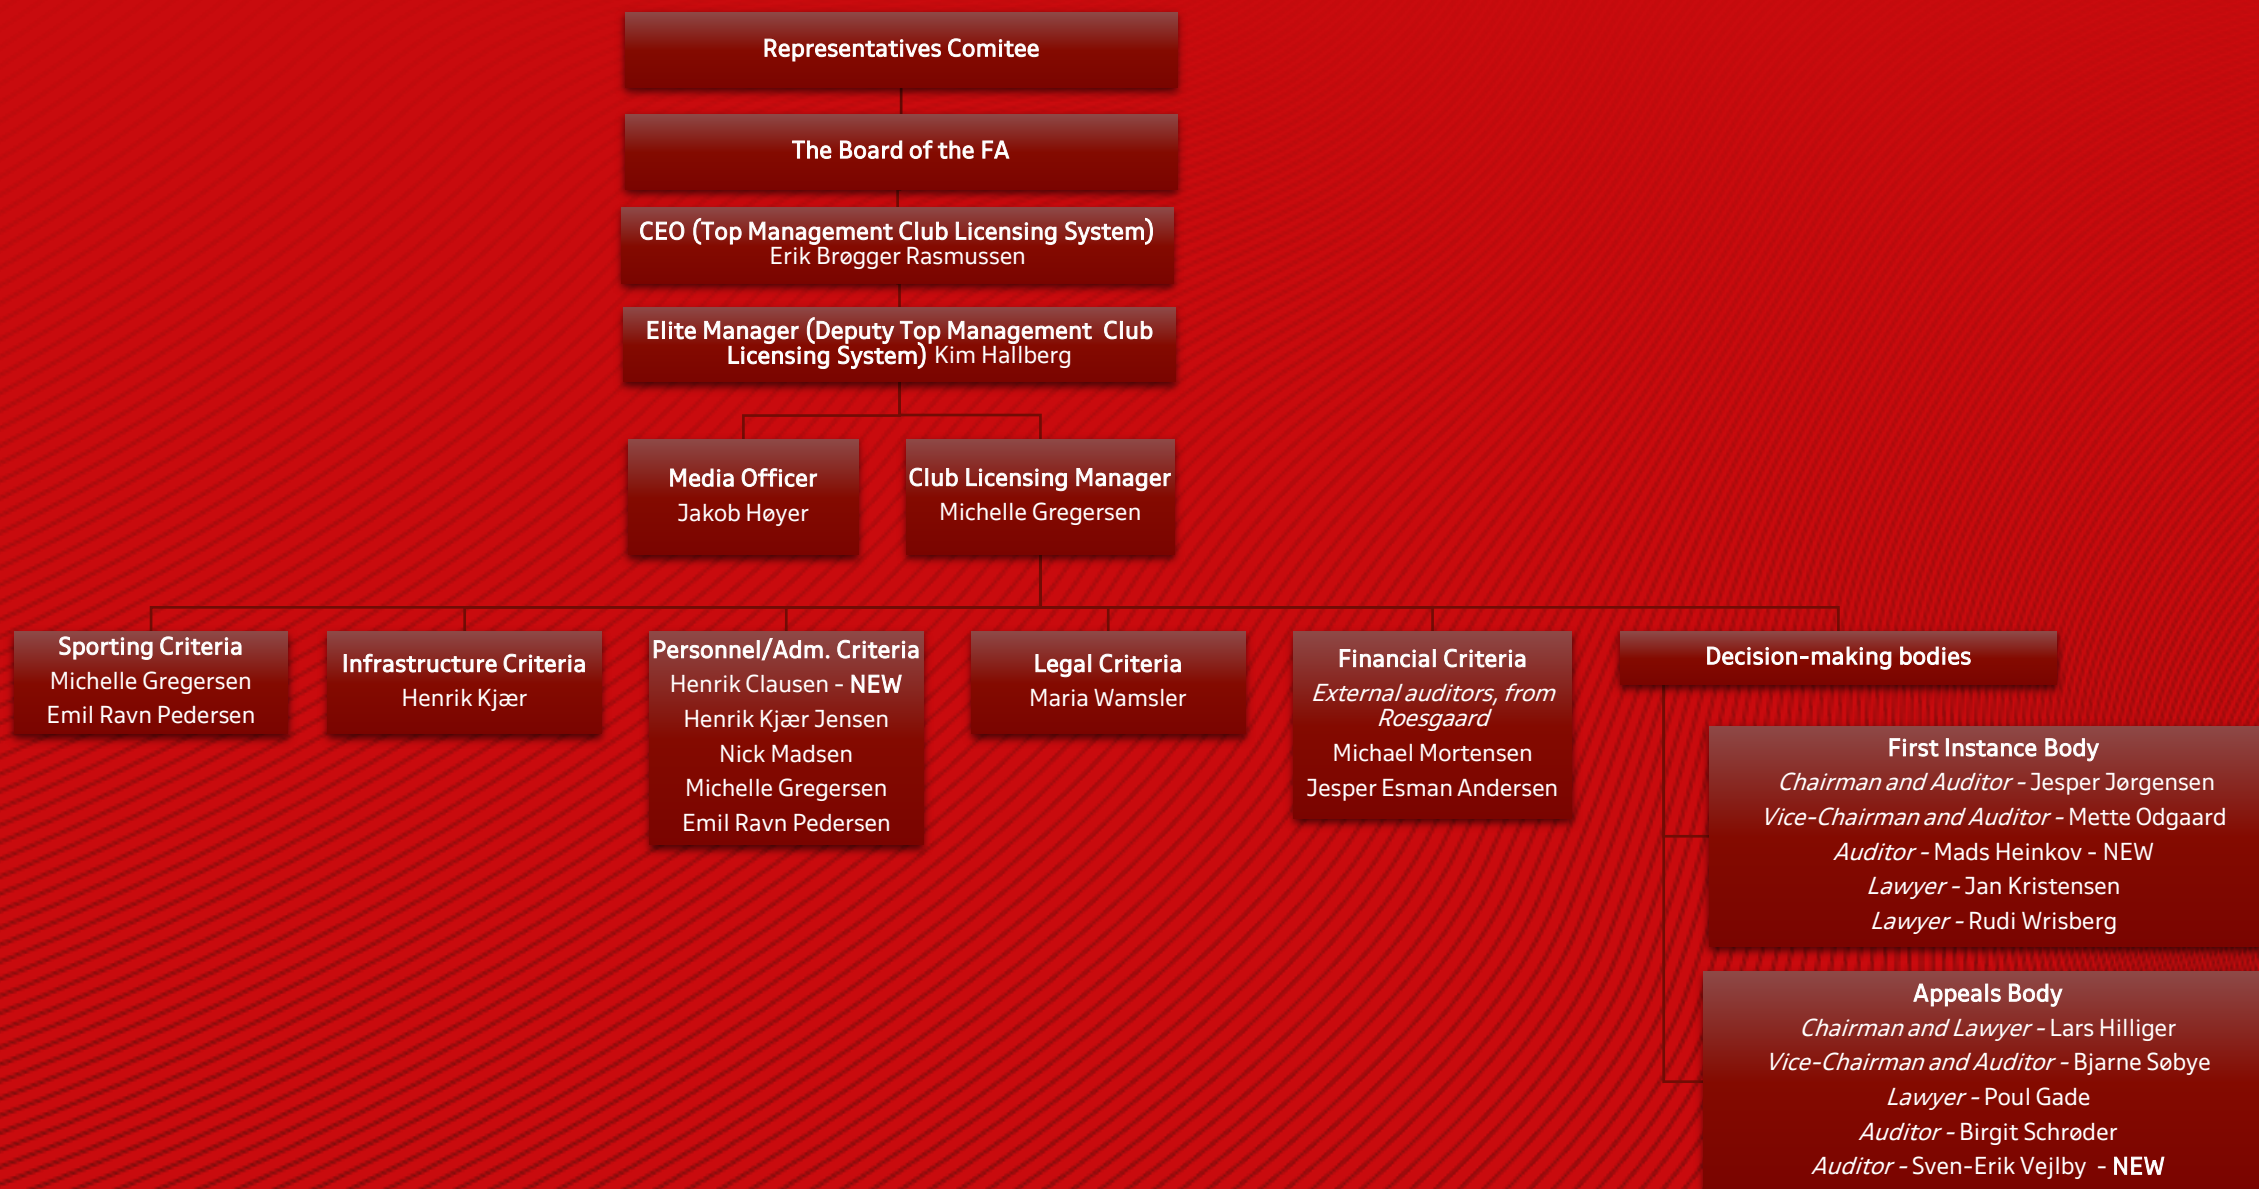 Representatives Comitee
The Board of the FA
CEO (Top Management Club Licensing System)
Erik Brøgger Rasmussen
Elite Manager (Deputy Top Management  Club
Licensing System) Kim Hallberg
Media Officer
Jakob Høyer
Club Licensing Manager
Michelle Gregersen
Sporting Criteria
Michelle Gregersen
Emil Ravn Pedersen
Infrastructure Criteria
Henrik Kjær
Personnel/Adm. Criteria
Henrik Clausen - NEW
Henrik Kjær Jensen
Nick Madsen
Michelle Gregersen
Emil Ravn Pedersen
Legal Criteria
Maria Wamsler
Financial Criteria
External auditors, from
Roesgaard
Michael Mortensen
Jesper Esman Andersen
Decision-making bodies
First Instance Body
Chairman and Auditor - Jesper Jørgensen
Vice-Chairman and Auditor - Mette Odgaard
Auditor - Mads Heinkov - NEW
Lawyer - Jan Kristensen
Lawyer - Rudi Wrisberg
Appeals Body
Chairman and Lawyer - Lars Hilliger
Vice-Chairman and Auditor - Bjarne Søbye
Lawyer - Poul Gade
Auditor - Birgit Schrøder
Auditor - Sven-Erik Vejlby  - NEW